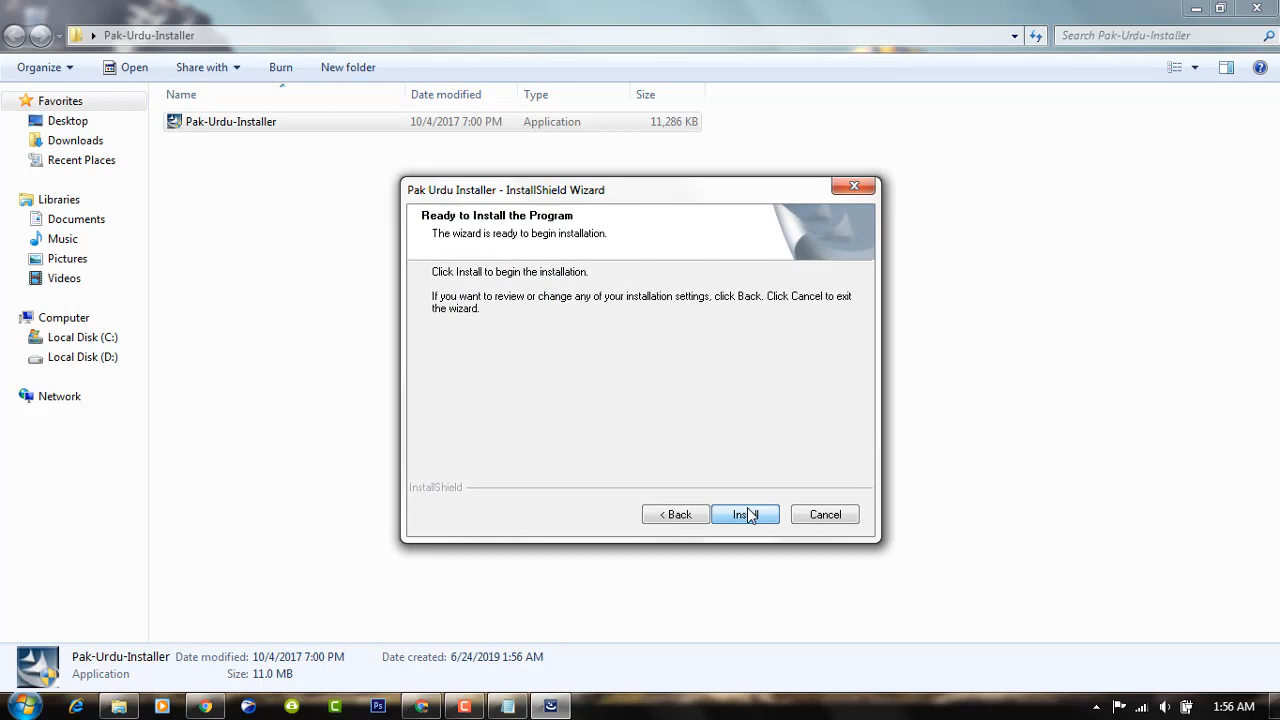 Pak-Urdu-Installer
Search Pak-Urdu-Installer
Organize
Open
Share with
Burn
New folder
Favorites
Desktop
Downloads
Recent Places
Libraries
Documents
Music
Pictures
Videos
Computer
Local Disk (C:)
Local Disk (D:)
Network
Name
Date modified
Type
Size
Pak-Urdu-Installer
10/4/2017 7:00 PM
Application
11,286 KB
Pak Urdu Installer - InstallShield Wizard
Ready to Install the Program
The wizard is ready to begin installation.
Click Install to begin the installation.
If you want to review or change any of your installation settings, click Back. Click Cancel to exit
the wizard.
InstallShield
< Back
Install
Cancel
Pak-Urdu-Installer Date modified: 10/4/2017 7:00 PM Date created: 6/24/2019 1:56 AM
Application Size: 11.0 MB
Ps
1:56 AM